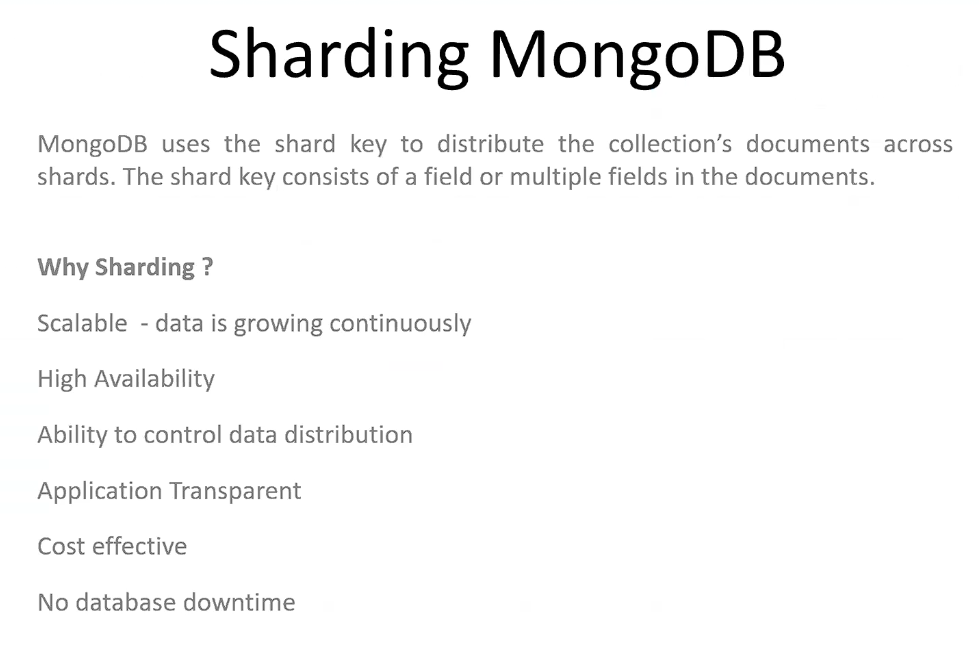 Sharding MongoDB
MongoDB uses the shard key to distribute the collection’s documents across
shards. The shard key consists of a field or multiple fields in the documents.
Why Sharding ?
Scalable  - data is growing continuously
High Availability
Ability to control data distribution
Application Transparent
Cost effective
No database downtime